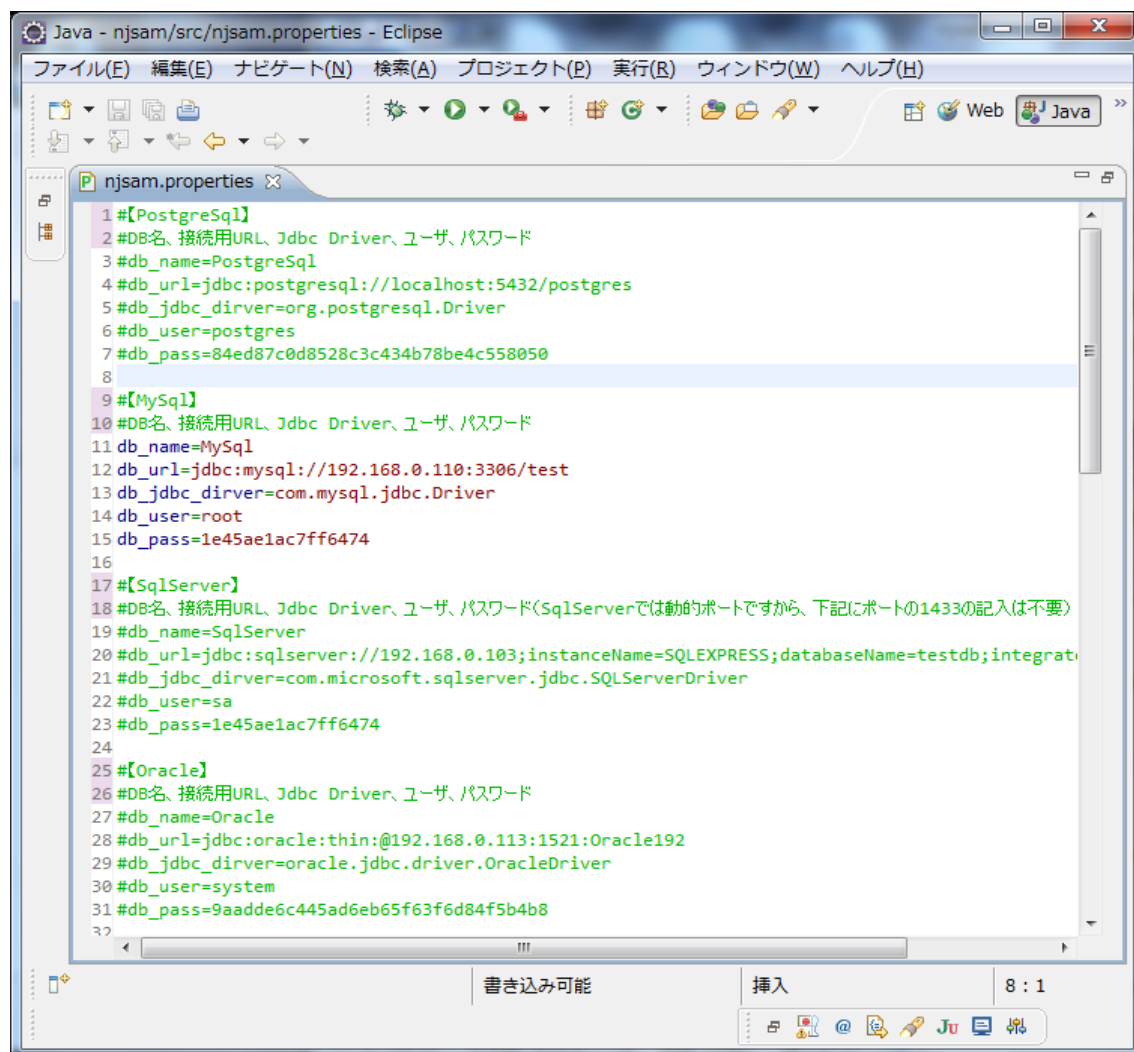 Java - njsam/src/njsam.properties - Eclipse
ファイル(F) 編集(E) ナビゲート(N) 検索(A) プロジェクト(P) 実行(R) ウィンドウ(W) ヘルプ(H)
Web Java »
njsam.properties
1 #【PostgreSql】
2 #DB名、接続用URL、Jdbc Driver、ユーザ、パスワード
3 #db_name=PostgreSql
4 #db_url=jdbc:postgresql://localhost:5432/postgres
5 #db_jdbc_dirver=org.postgresql.Driver
6 #db_user=postgres
7 #db_pass=84ed87c0d8528c3c434b78be4c558050
8
9 #【MySql】
10 #DB名、接続用URL、Jdbc Driver、ユーザ、パスワード
11 db_name=MySql
12 db_url=jdbc:mysql://192.168.0.110:3306/test
13 db_jdbc_dirver=com.mysql.jdbc.Driver
14 db_user=root
15 db_pass=1e45ae1ac7ff6474
16
17 #【SqlServer】
18 #DB名、接続用URL、Jdbc Driver、ユーザ、パスワード(SqlServerでは動的ポートですから、下記にポートの1433の記入は不要)
19 #db_name=SqlServer
20 #db_url=jdbc:sqlserver://192.168.0.103;instanceName=SQLEXPRESS;databaseName=testdb;integrate
21 #db_jdbc_dirver=com.microsoft.sqlserver.jdbc.SQLServerDriver
22 #db_user=sa
23 #db_pass=1e45ae1ac7ff6474
24
25 #【Oracle】
26 #DB名、接続用URL、Jdbc Driver、ユーザ、パスワード
27 #db_name=Oracle
28 #db_url=jdbc:oracle:thin:@192.168.0.113:1521:Oracle192
29 #db_jdbc_dirver=oracle.jdbc.driver.OracleDriver
30 #db_user=system
31 #db_pass=9aadde6c445ad6eb65f63f6d84f5b4b8
32
書き込み可能 挿入 8 : 1
@ Ju